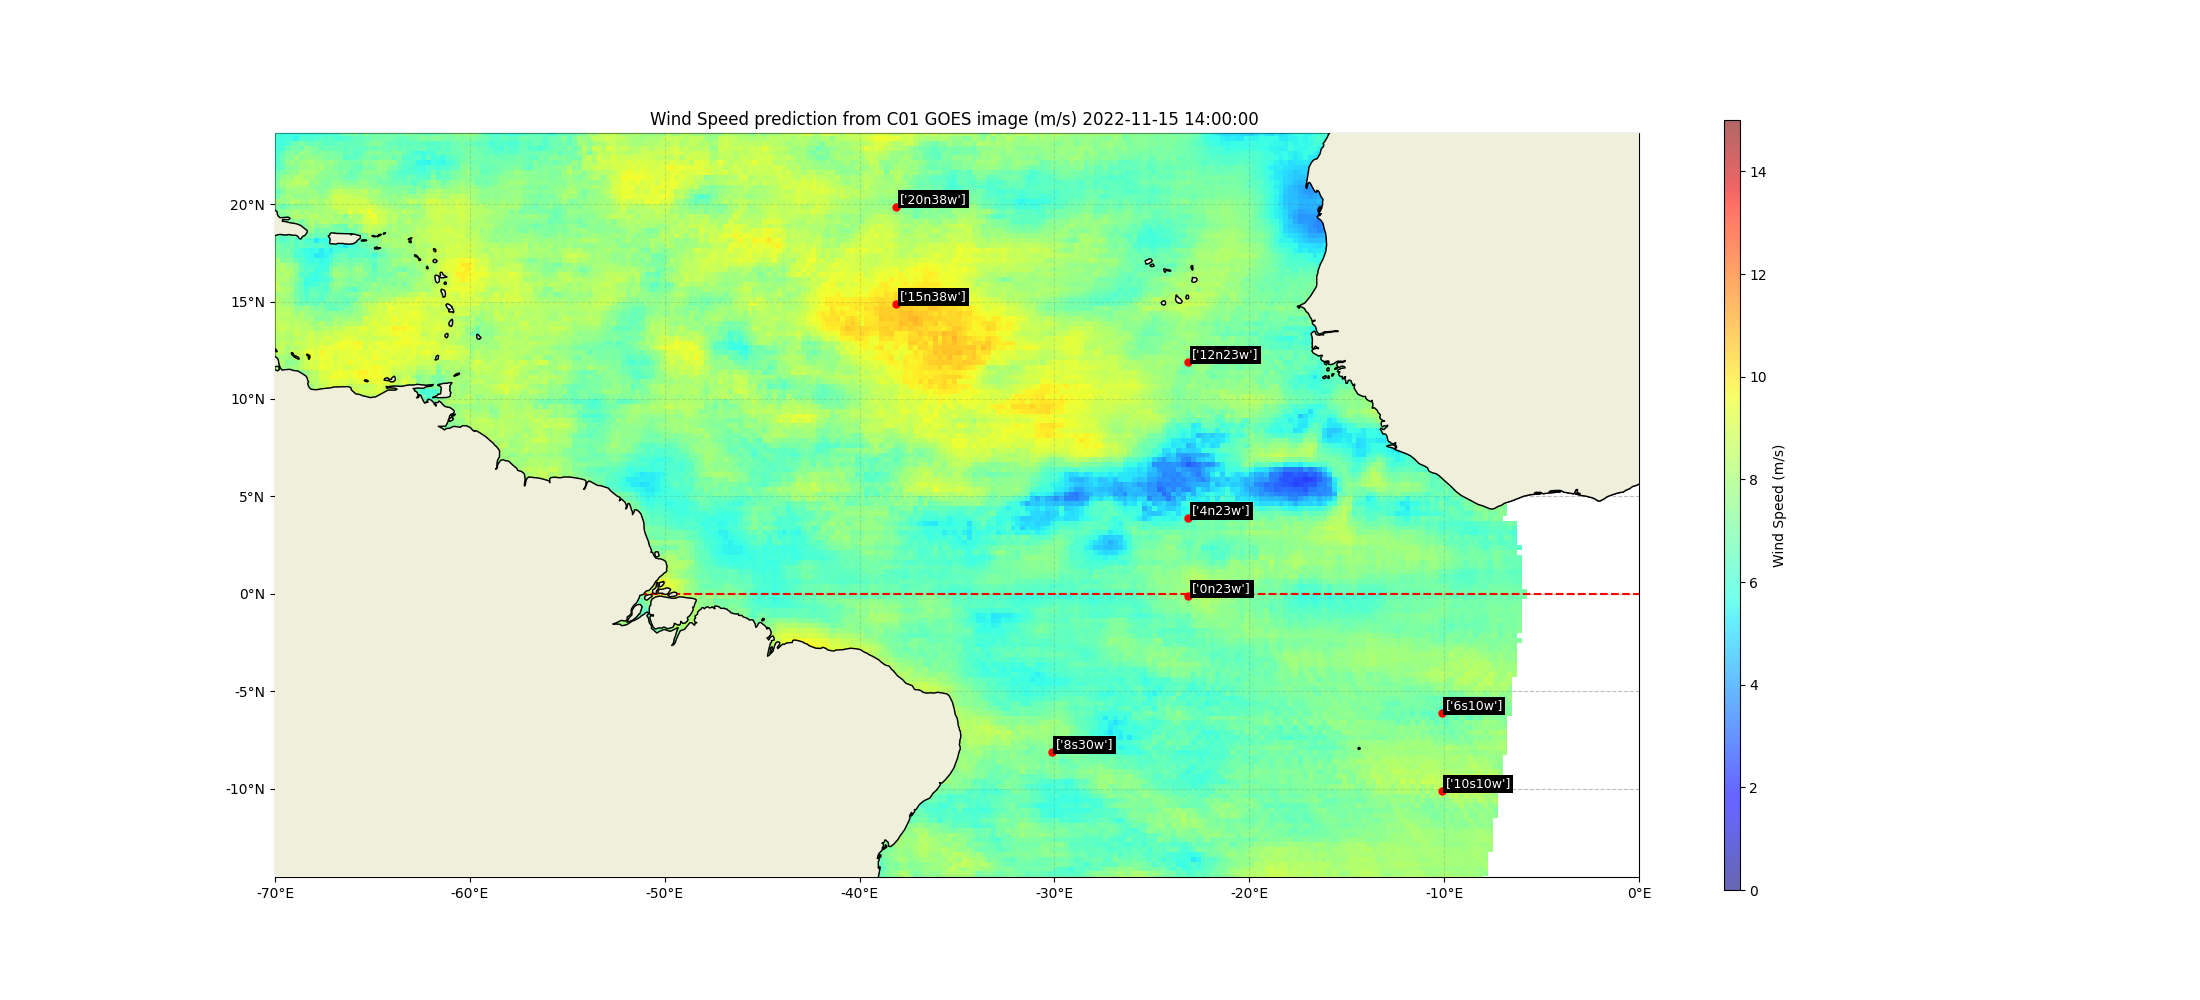 Wind Speed prediction from C01 GOES image (m/s) 2022-11-15 14:00:00
14
20°N
['20n38w']
12
15°N
['15n38w']
['12n23w']
10
10°N
8
Wind Speed (m/s)
5°N
['4n23w']
6
0°N
['0n23w']
4
-5°N
['6s10w']
['8s30w']
2
-10°N
['10s10w']
0
-70°E
-60°E
-50°E
-40°E
-30°E
-20°E
-10°E
0°E